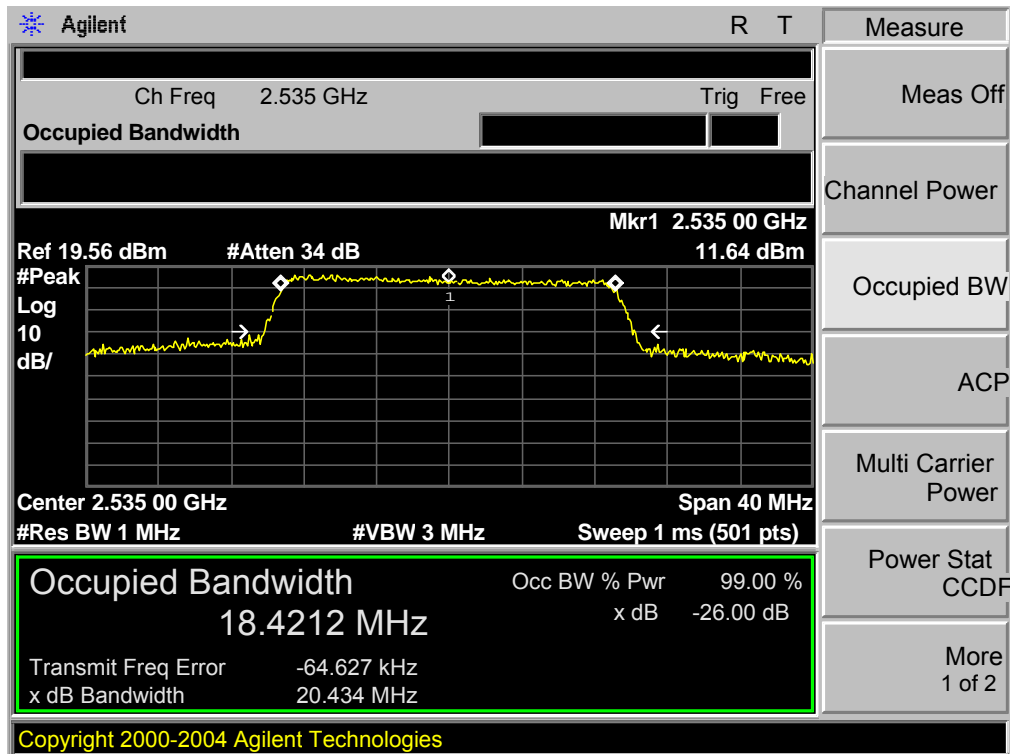 Agilent R T
Measure
Ch Freq 2.535 GHz Trig Free
Occupied Bandwidth
Mkr1 2.535 00 GHz
Ref 19.56 dBm #Atten 34 dB 11.64 dBm
#Peak
Log
10
dB/
1
Center 2.535 00 GHz Span 40 MHz
#Res BW 1 MHz #VBW 3 MHz Sweep 1 ms (501 pts)
Occupied Bandwidth
18.4212 MHz
Occ BW % Pwr 99.00 %
x dB -26.00 dB
Transmit Freq Error -64.627 kHz
x dB Bandwidth 20.434 MHz
Copyright 2000-2004 Agilent Technologies
Meas Off
Channel Power
Occupied BW
ACP
Multi Carrier
Power
Power Stat
CCDF
More
1 of 2